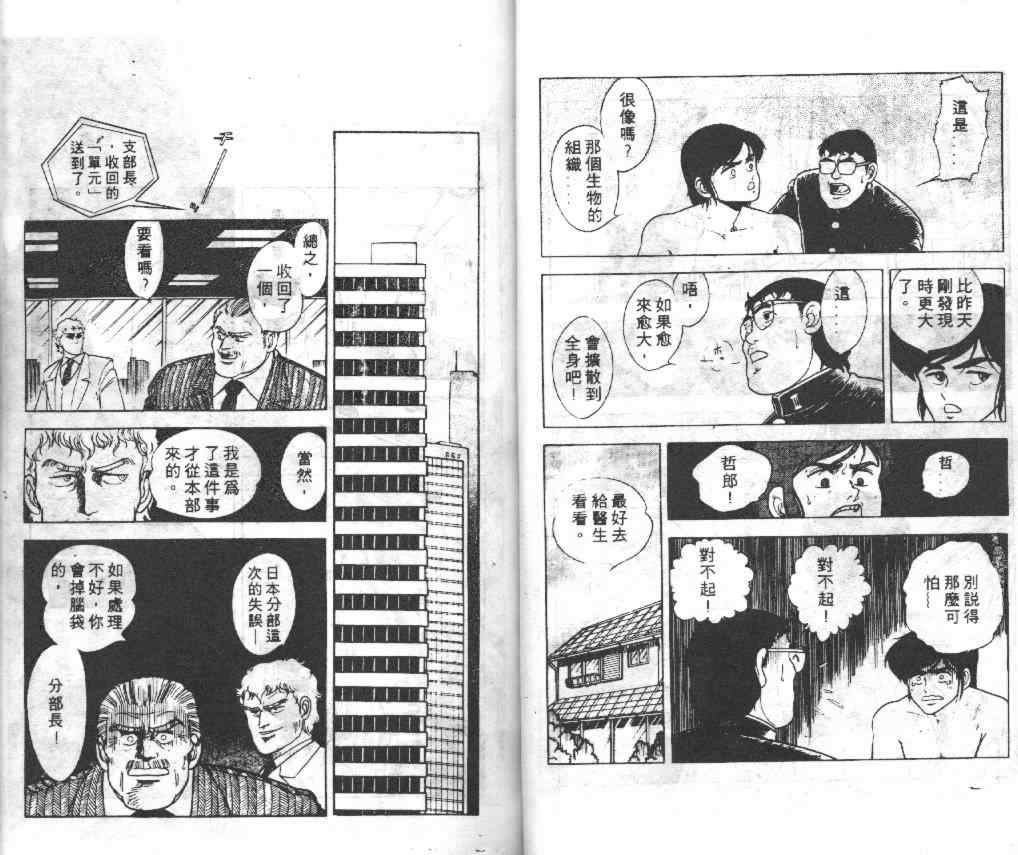 這是
‥‥
很像嗎？
那個生物的
組織‥‥
比昨天
剛發現
時更大
了。
這
‥‥
唔，
如果愈
來愈大，
會擴散到
全身吧！
哲
‥‥
哲郎！
最好去
給醫生
看看。
別説得
那麼可
怕～
對不起！
對不起！
支部長
，收回的
「單元」
送到了。
總之，
收回了
一個，
要看嗎？
當然，
我是爲
了這件事
才從本部
來的。
日本分部這
次的失誤—
如果處理
不好，你
會掉腦袋
的，
分部長！